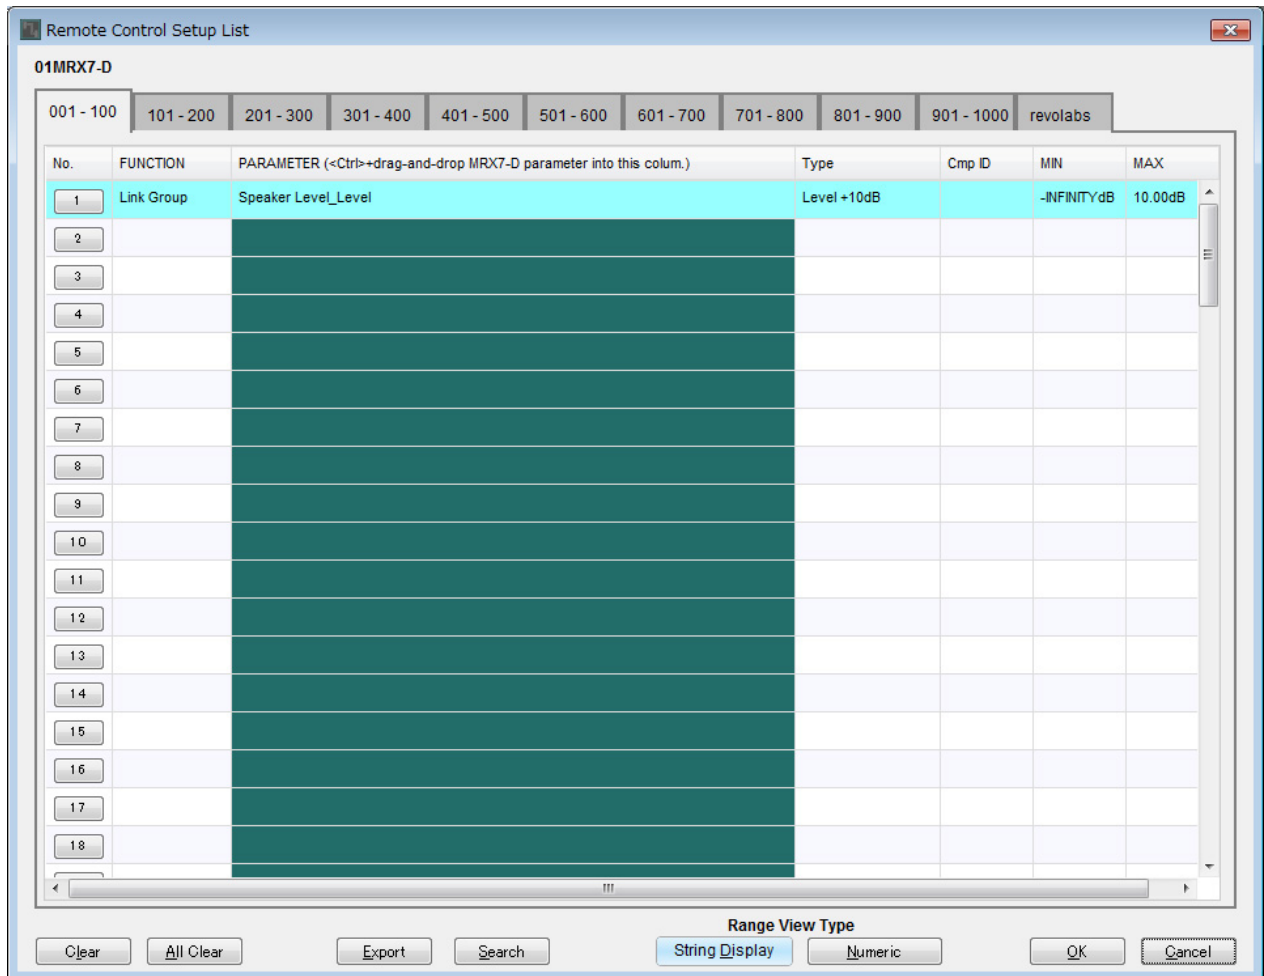 Remote Control Setup List
01MRX7-D
001 - 100 101 - 200 201 - 300 301 - 400 401 - 500 501 - 600 601 - 700 701 - 800 801 - 900 901 - 1000 revolabs
No. FUNCTION PARAMETER (<Ctrl>+drag-and-drop MRX7-D parameter into this colum.) Type Cmp ID MIN MAX
1 Link Group Speaker Level_Level Level +10dB -INFINITYdB 10.00dB
2
3
4
5
6
7
8
9
10
11
12
13
14
15
16
17
18
Range View Type
Clear All Clear Export Search String Display Numeric OK Cancel